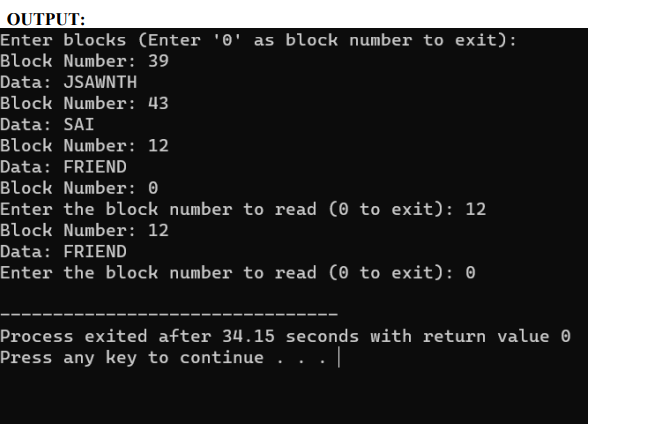 OUTPUT:
Enter blocks (Enter '0' as block number to exit):
Block Number: 39
Data: JSAWNTH
Block Number: 43
Data: SAI
Block Number: 12
Data: FRIEND
Block Number: 0
Enter the block number to read (0 to exit): 12
Block Number: 12
Data: FRIEND
Enter the block number to read (0 to exit): 0
--------------------------------
Process exited after 34.15 seconds with return value 0
Press any key to continue . . .